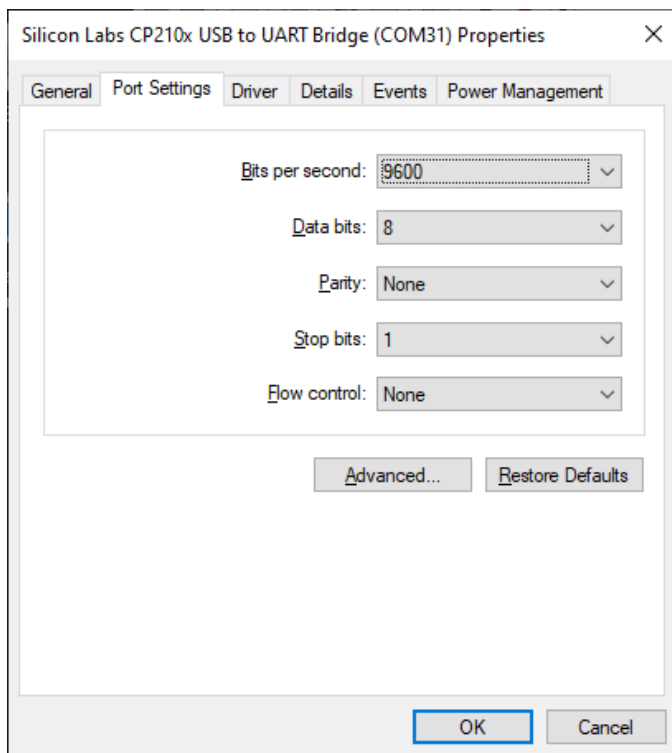 Silicon Labs CP210x USB to UART Bridge (COM31) Properties
General Port Settings Driver Details Events Power Management
Bits per second: 9600
Data bits: 8
Parity: None
Stop bits: 1
Flow control: None
Advanced... Restore Defaults
OK Cancel